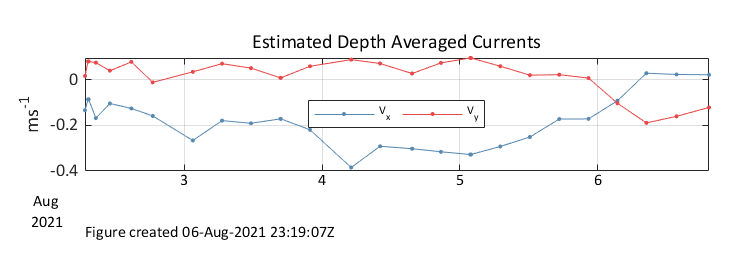 Estimated Depth Averaged Currents
0
-0.2
-0.4
ms-1
Vx
Vy
3
4
5
6
Aug
2021
Figure created 06-Aug-2021 23:19:07Z